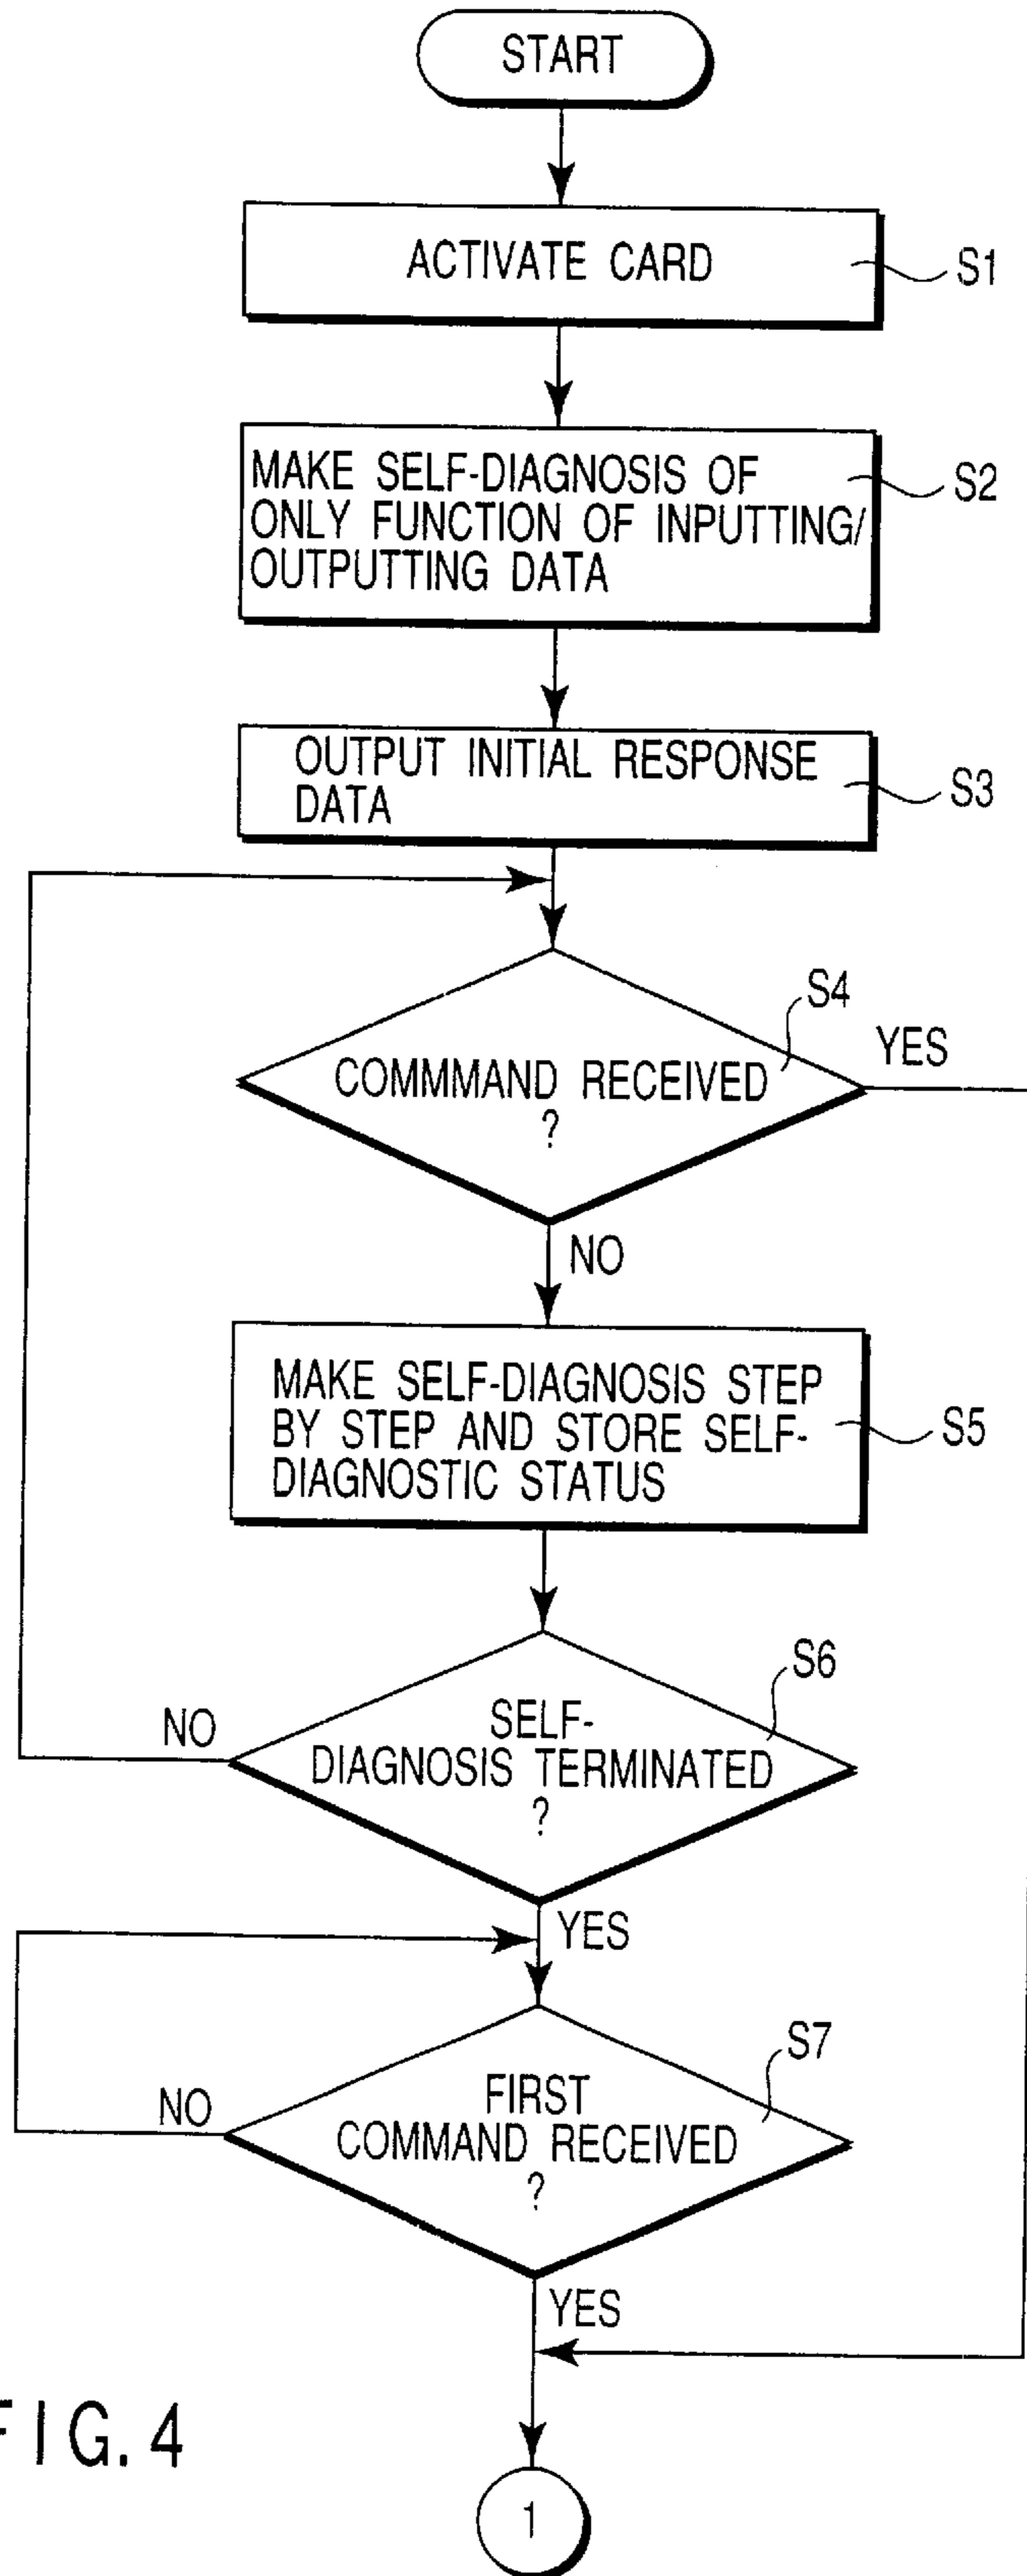 START
ACTIVATE CARD
S1
MAKE SELF-DIAGNOSIS OF
ONLY FUNCTION OF INPUTTING/
OUTPUTTING DATA
S2
OUTPUT INITIAL RESPONSE
DATA
S3
S4
YES
COMMMAND RECEIVED
?
NO
MAKE SELF-DIAGNOSIS STEP
BY STEP AND STORE SELF-
DIAGNOSTIC STATUS
S5
S6
NO
SELF-
DIAGNOSIS TERMINATED
?
YES
S7
NO
FIRST
COMMAND RECEIVED
?
YES
FIG. 4
1